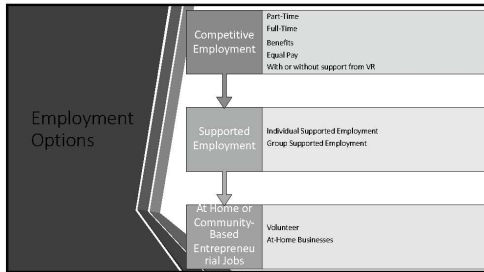 Employment
Options
Competitive
Employment
Part-Time
Full-Time
Benefits
Equal Pay
With or without support from VR
Supported
Employment
Individual Supported Employment
Group Supported Employment
At Home or
Community-
Based
Entrepreneu
rial Jobs
Volunteer
At-Home Businesses